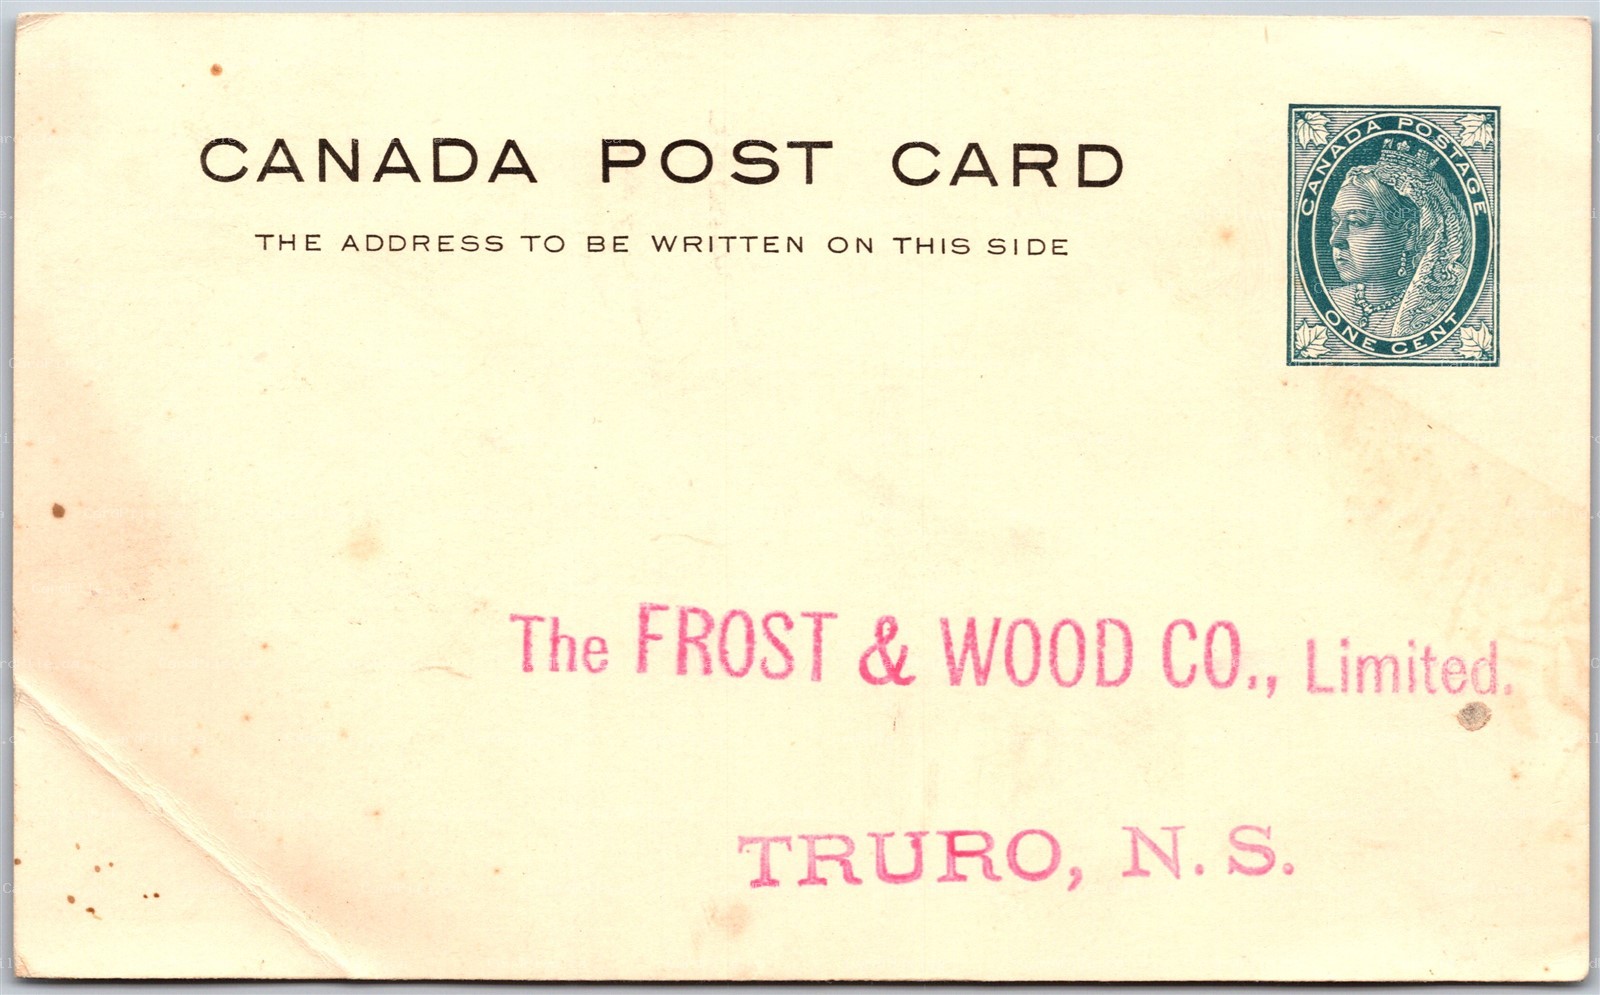 CANADA POST CARD
THE ADDRESS TO BE WRITTEN ON THIS SIDE
CANADA POSTAGE
ONE CENT
The FROST & WOOD CO., Limited.
TRURO, N. S.